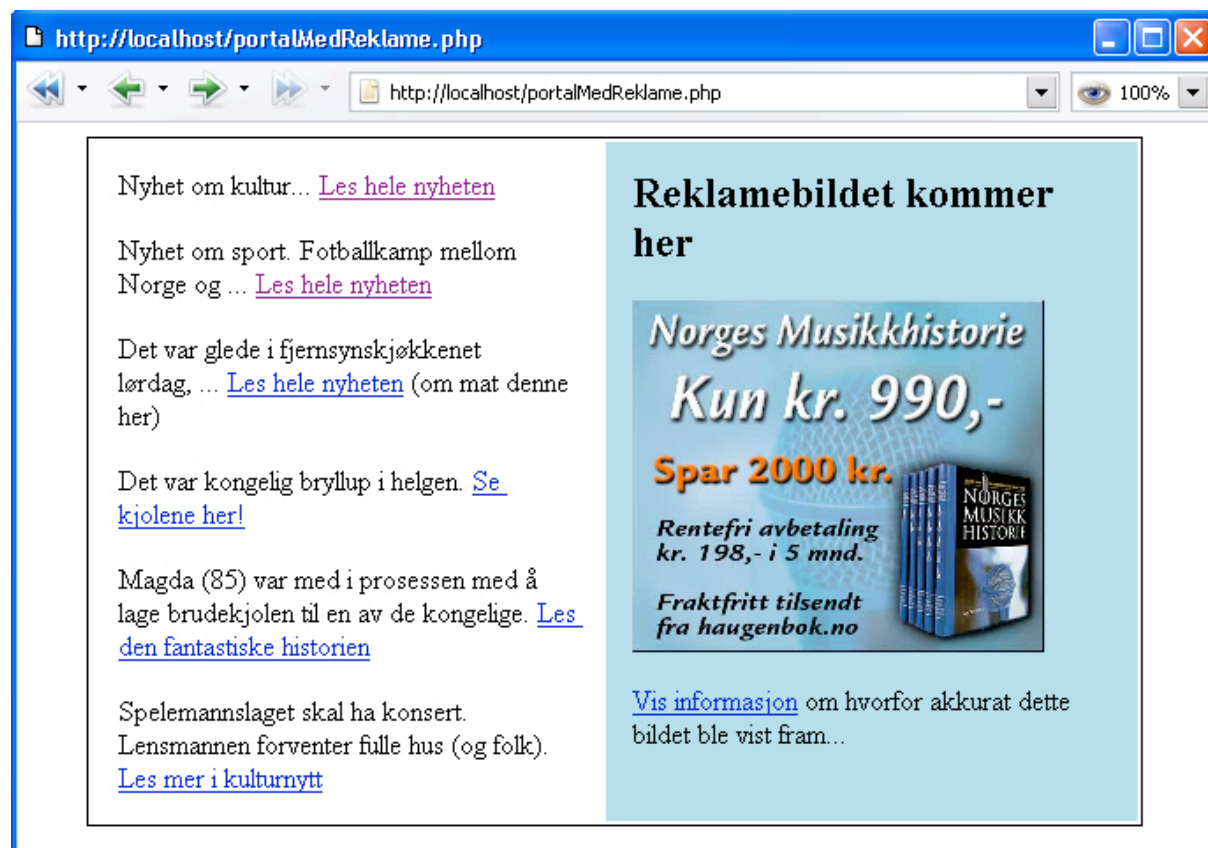 http://localhost/portalMedReklame.php
http://localhost/portalMedReklame.php
100%
Nyhet om kultur... Les hele nyheten
Nyhet om sport. Fotballkamp mellom
Norge og ... Les hele nyheten
Det var glede i fjernsynskjøkkenet
lørdag, ... Les hele nyheten (om mat denne
her)
Det var kongelig bryllup i helgen. Se
kjolene her!
Magda (85) var med i prosessen med å
lage brudekjolen til en av de kongelige. Les
den fantastiske historien
Spelemannslaget skal ha konsert.
Lensmannen forventer fulle hus (og folk).
Les mer i kulturnytt
Reklamebildet kommer
her
Norges Musikkhistorie
Kun kr. 990,-
Spar 2000 kr.
Rentefri avbetaling
kr. 198,- i 5 mnd.
Fraktfritt tilsendt
fra haugenbok.no
NORGES
MUSIKK
HISTORIE
Vis informasjon om hvorfor akkurat dette
bildet ble vist fram...